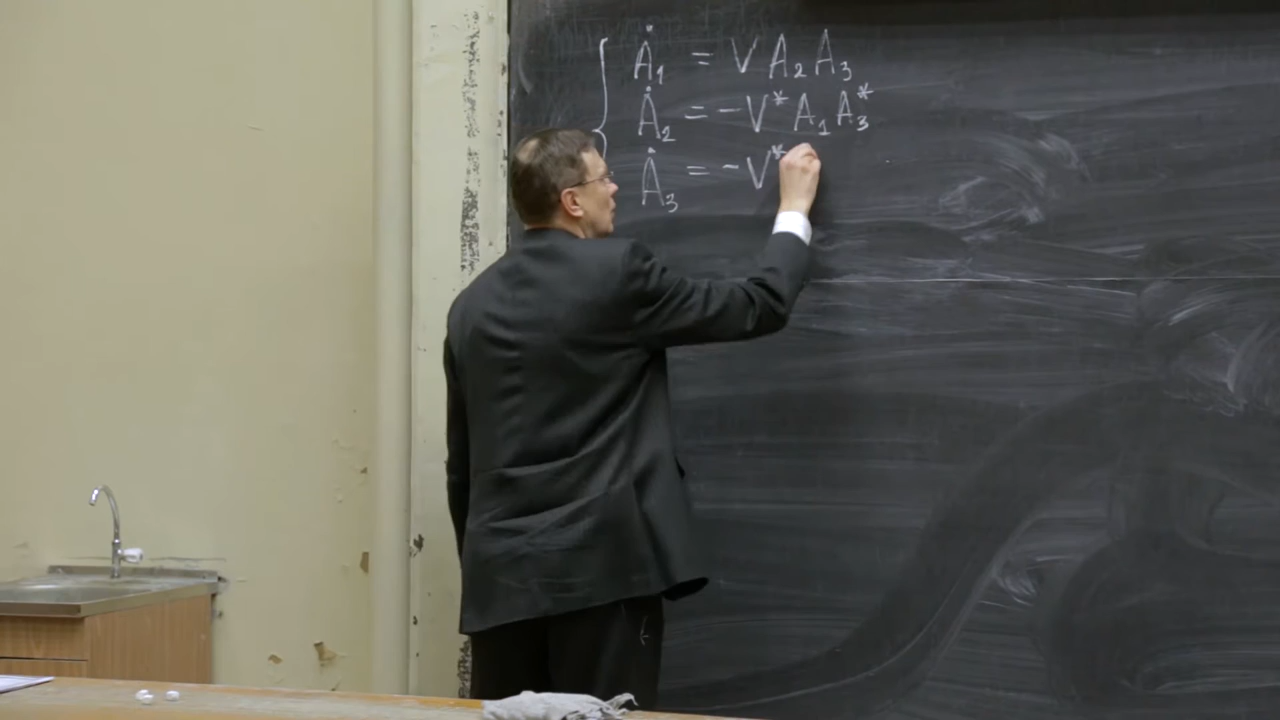 Ȧ₁ = V A₂ A₃
Ȧ₂ = -V* A₁ A₃*
Ȧ₃ = -V*